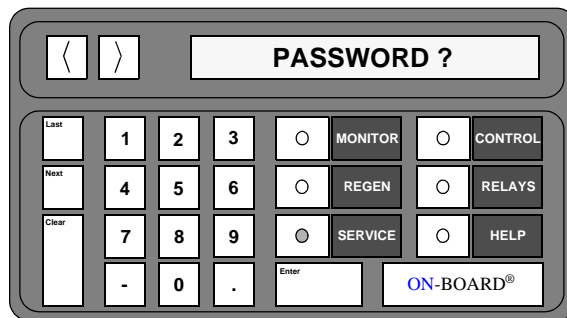 〈 〉 PASSWORD ?
Last 1 2 3 MONITOR CONTROL
Next 4 5 6 REGEN RELAYS
Clear 7 8 9 SERVICE HELP
- 0 . Enter ON-BOARD®